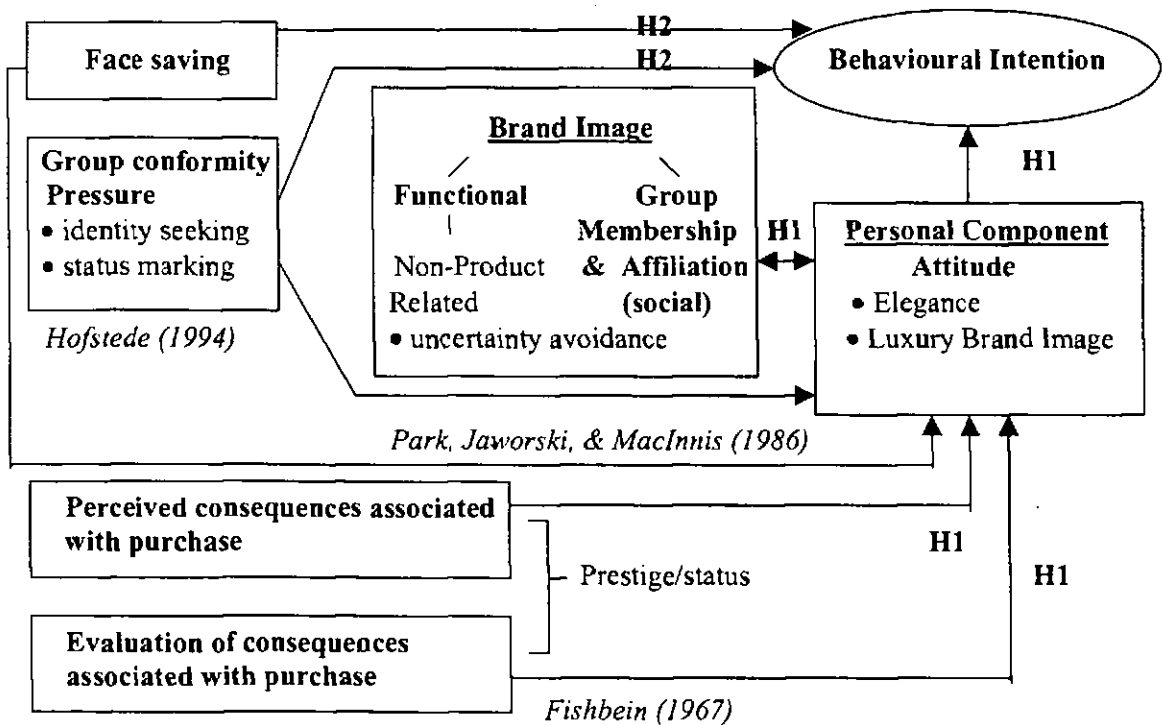 H2
Face saving
H2
Behavioural Intention
Brand Image
H1
Group conformity
Pressure
• identity seeking
• status marking
Hofstede (1994)
Functional
Group
Membership
Non-Product & Affiliation
Related (social)
• uncertainty avoidance
H1
Personal Component
Attitude
• Elegance
• Luxury Brand Image
Park, Jaworski, & MacInnis (1986)
Perceived consequences associated
with purchase
H1
Prestige/status
H1
Evaluation of consequences
associated with purchase
Fishbein (1967)